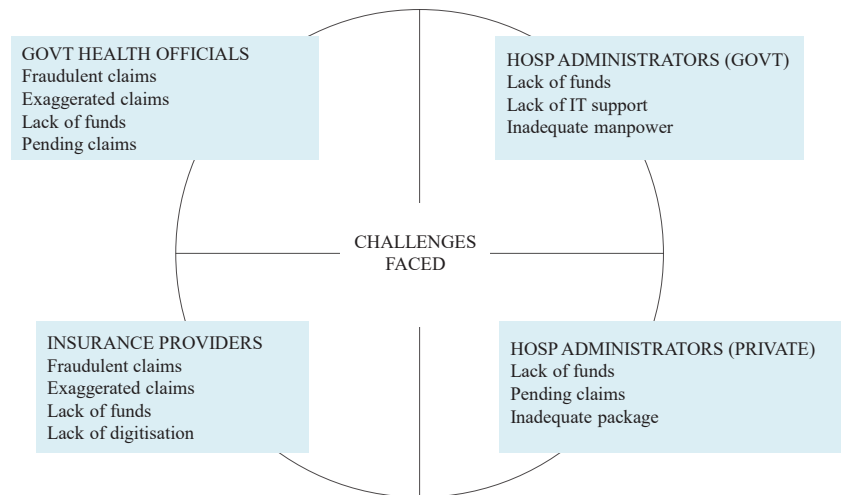 GOVT HEALTH OFFICIALS
Fraudulent claims
Exaggerated claims
Lack of funds
Pending claims
HOSP ADMINISTRATORS (GOVT)
Lack of funds
Lack of IT support
Inadequate manpower
CHALLENGES
FACED
INSURANCE PROVIDERS
Fraudulent claims
Exaggerated claims
Lack of funds
Lack of digitisation
HOSP ADMINISTRATORS (PRIVATE)
Lack of funds
Pending claims
Inadequate package